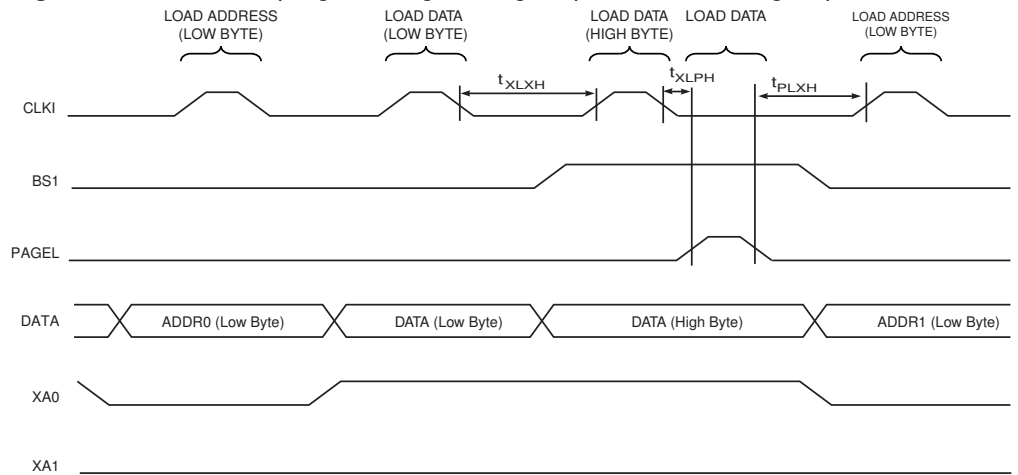 LOAD ADDRESS
(LOW BYTE)
LOAD DATA
(LOW BYTE)
LOAD DATA
(HIGH BYTE)
LOAD DATA
LOAD ADDRESS
(LOW BYTE)
tXLXH
tXLPH
tPLXH
CLKI
BS1
PAGEL
DATA
ADDR0 (Low Byte)
DATA (Low Byte)
DATA (High Byte)
ADDR1 (Low Byte)
XA0
XA1